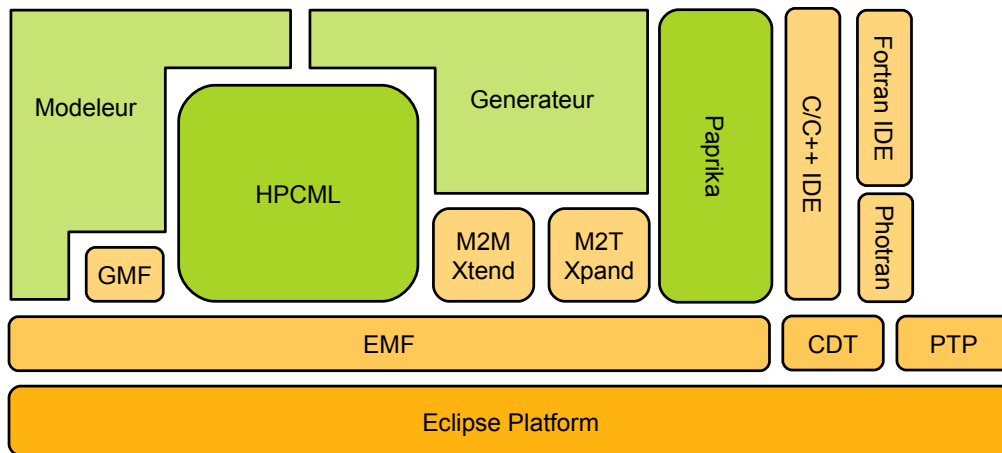 Modeleur
Generateur
HPCML
Paprika
C/C++ IDE
Fortran IDE
Photran
GMF
M2M
Xtend
M2T
Xpand
EMF
CDT
PTP
Eclipse Platform